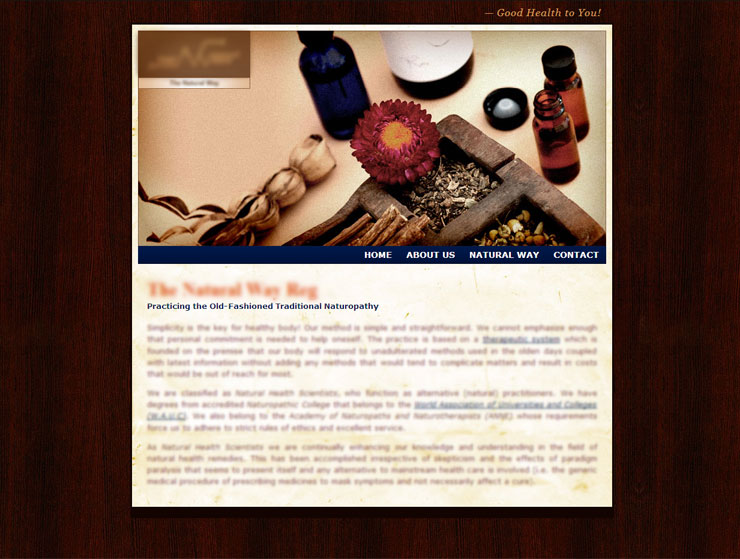 — Good Health to You!
The Natural Way
HOME ABOUT US NATURAL WAY CONTACT
The Natural Way Reg
Practicing the Old-Fashioned Traditional Naturopathy
Simplicity is the key for healthy body! Our method is simple and straightforward. We cannot emphasize enough
that personal commitment is needed to help oneself. The practice is based on a therapeutic system which is
founded on the premise that our body will respond to unadulterated methods used in the olden days coupled
with latest information without adding any methods that would tend to complicate matters and result in costs
that would be out of reach for most.
We are classified as Natural Health Scientists, who function as alternative (natural) practitioners. We have
degrees from accredited Naturopathic College that belongs to the World Association of Universities and Colleges
(W.A.U.C). We also belong to the Academy of Naturopaths and Naturotherapists (ANN), whose requirements
force us to adhere to strict rules of ethics and excellent service.
As Natural Health Scientists we are continually enhancing our knowledge and understanding in the field of
natural health remedies. This has been accomplished irrespective of skepticism and the effects of paradigm
paralysis that seems to present itself and any alternative to mainstream health care is involved (i.e. the generic
medical procedure of prescribing medicines to mask symptoms and not necessarily affect a cure).